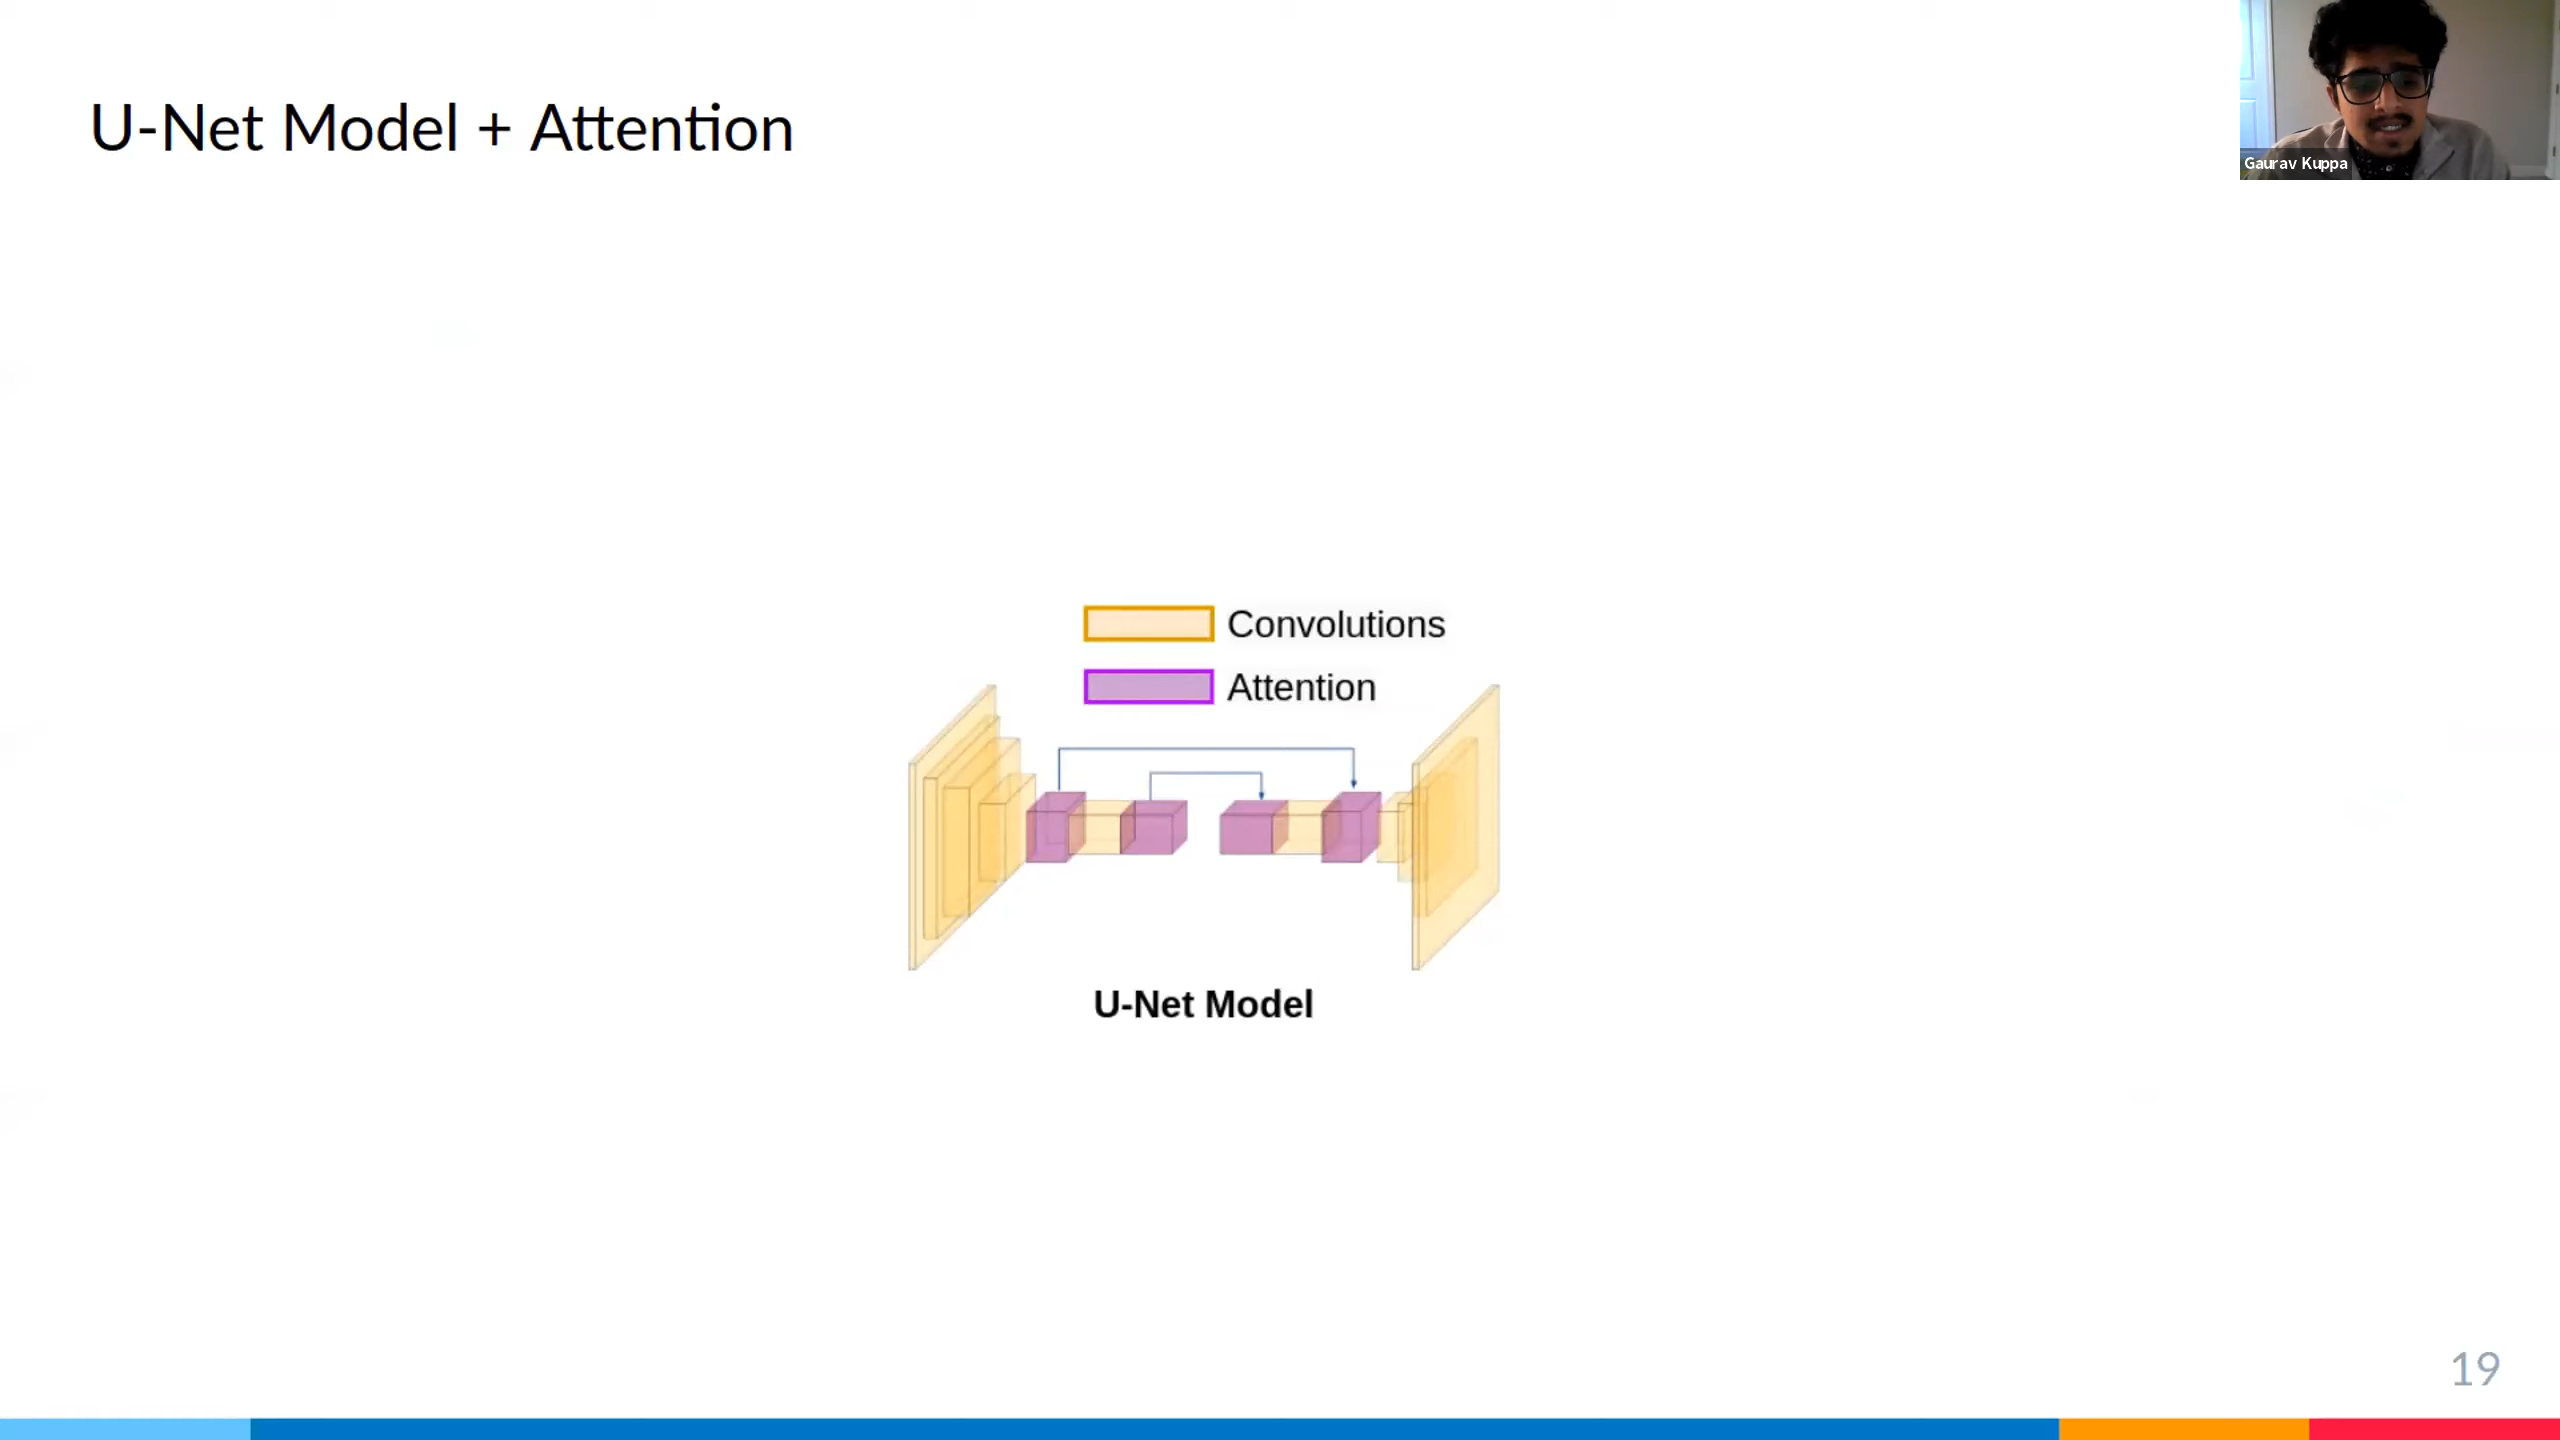 U-Net Model + Attention
Gaurav Kuppa
Convolutions
Attention
U-Net Model
19